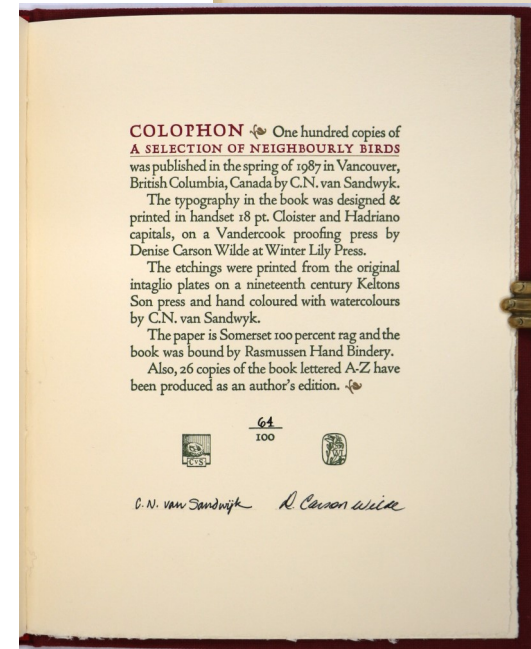 COLOPHON One hundred copies of
A SELECTION OF NEIGHBOURLY BIRDS
was published in the spring of 1987 in Vancouver,
British Columbia, Canada by C.N. van Sandwyk.
The typography in the book was designed &
printed in handset 18 pt. Cloister and Hadriano
capitals, on a Vandercook proofing press by
Denise Carson Wilde at Winter Lily Press.
The etchings were printed from the original
intaglio plates on a nineteenth century Keltons
Son press and hand coloured with watercolours
by C.N. van Sandwyk.
The paper is Somerset 100 percent rag and the
book was bound by Rasmussen Hand Bindery.
Also, 26 copies of the book lettered A-Z have
been produced as an author's edition.
64
100
CvS
C. N. van Sandwyk D. Carson Wilde